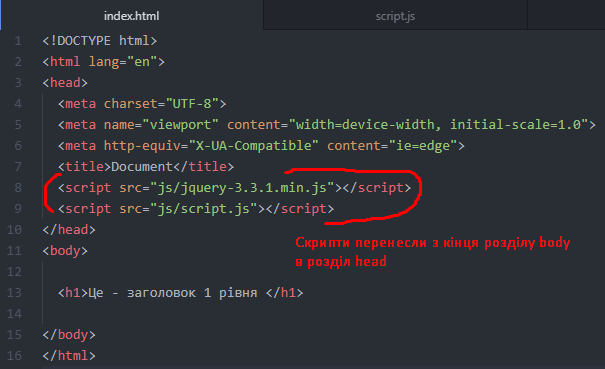 index.html
script.js
1 <!DOCTYPE html>
2 <html lang="en">
3 <head>
4 <meta charset="UTF-8">
5 <meta name="viewport" content="width=device-width, initial-scale=1.0">
6 <meta http-equiv="X-UA-Compatible" content="ie=edge">
7 <title>Document</title>
8 <script src="js/jquery-3.3.1.min.js"></script>
9 <script src="js/script.js"></script>
10 </head>
11 <body>
Скрипти перенесли з кінця розділу body
в розділ head
12
13 <h1>Це - заголовок 1 рівня </h1>
14
15 </body>
16 </html>